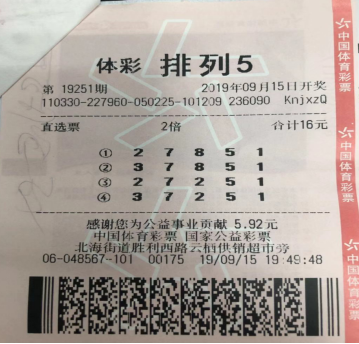 体彩 排列5
第 19251期 2019年09月15日开奖
110330-227960-050225-101209 236090 KnjxzQ
直选票 2倍 合计16元
① 2 7 8 5 1
② 3 7 8 5 1
③ 2 7 2 5 1
④ 3 7 2 5 1
感谢您为公益事业贡献 5.92元
中国体育彩票 国家公益彩票
北海街道胜利西路云栖供销超市旁
06-048567-101 00175 19/09/15 19:49:48
中国体育彩票
中国体育彩票
中国体育